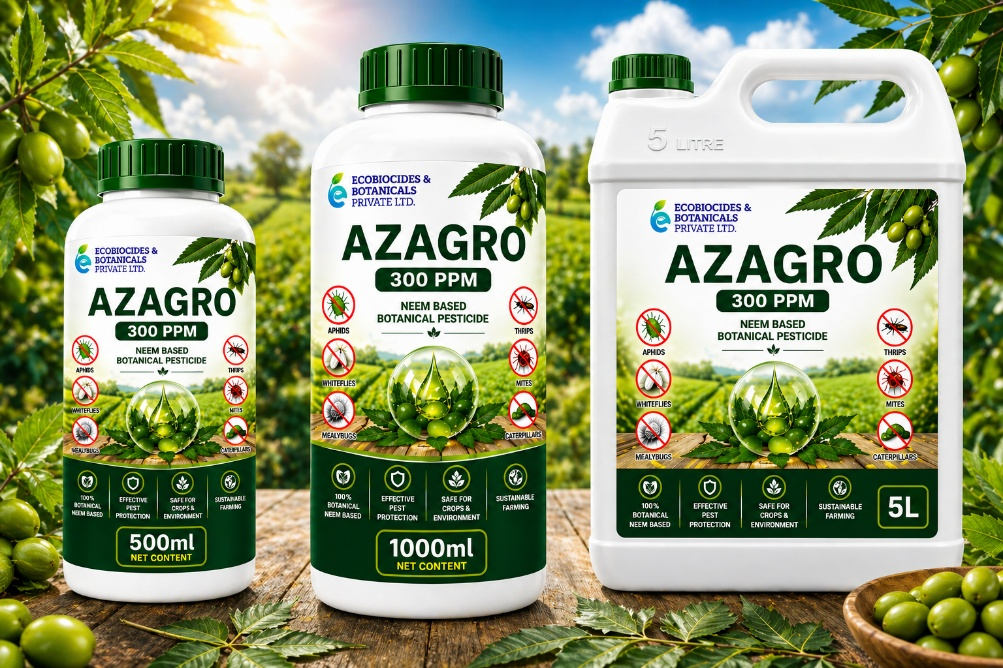 ECOBIOCIDES &
BOTANICALS
PRIVATE LTD.
AZAGRO
300 PPM
NEEM BASED
BOTANICAL PESTICIDE
APHIDS
THRIPS
WHITEFLIES
MITES
MEALYBUGS
CATERPILLARS
100%
BOTANICAL
NEEM BASED
EFFECTIVE
PEST
PROTECTION
SAFE FOR
CROPS &
ENVIRONMENT
SUSTAINABLE
FARMING
500ml
NET CONTENT
ECOBIOCIDES &
BOTANICALS
PRIVATE LTD.
AZAGRO
300 PPM
NEEM BASED
BOTANICAL PESTICIDE
APHIDS
THRIPS
WHITEFLIES
MITES
MEALYBUGS
CATERPILLARS
100%
BOTANICAL
NEEM BASED
EFFECTIVE
PEST
PROTECTION
SAFE FOR
CROPS &
ENVIRONMENT
SUSTAINABLE
FARMING
1000ml
NET CONTENT
5 LITRE
ECOBIOCIDES &
BOTANICALS
PRIVATE LTD.
AZAGRO
300 PPM
NEEM BASED
BOTANICAL PESTICIDE
APHIDS
THRIPS
WHITEFLIES
MITES
MEALYBUGS
CATERPILLARS
100%
BOTANICAL
NEEM BASED
EFFECTIVE
PEST
PROTECTION
SAFE FOR
CROPS &
ENVIRONMENT
SUSTAINABLE
FARMING
5L